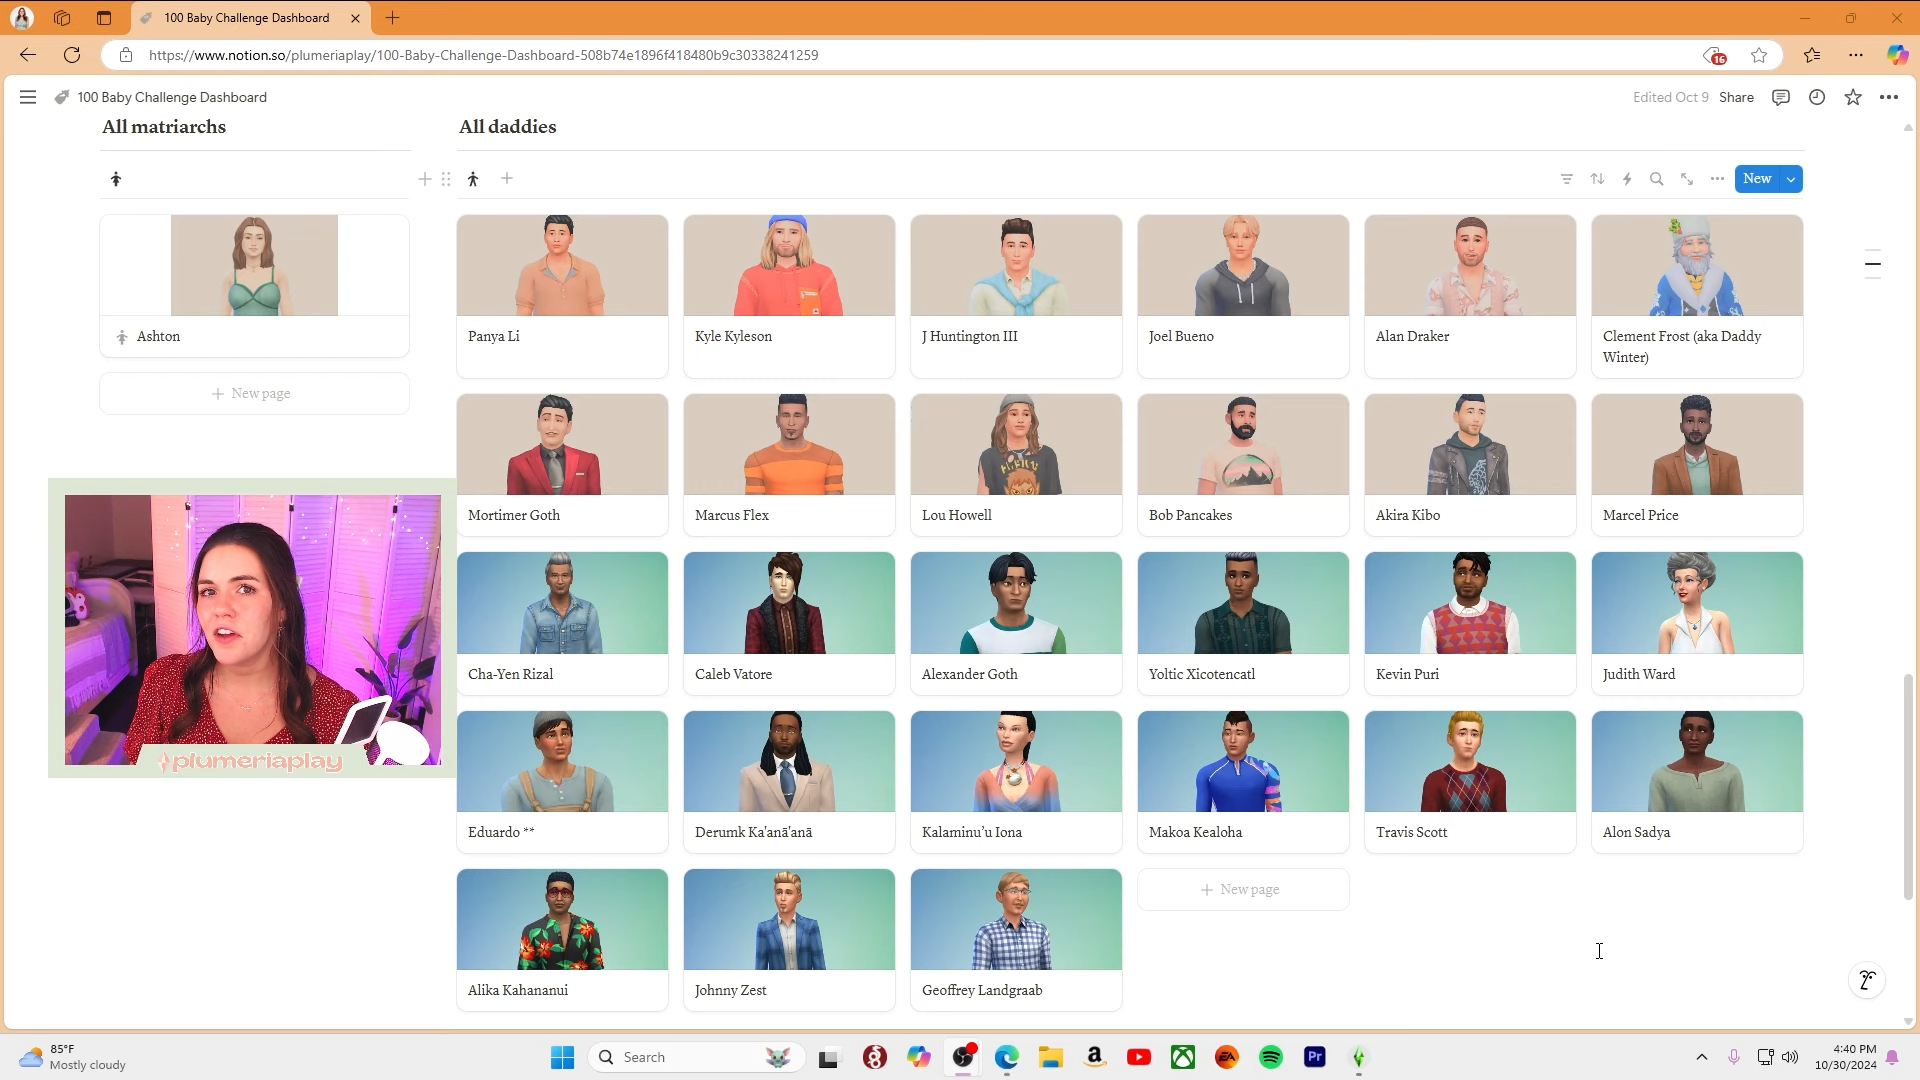 100 Baby Challenge Dashboard
https://www.notion.so/plumeriaplay/100-Baby-Challenge-Dashboard-508b74e1896f418480b9c30338241259
16
100 Baby Challenge Dashboard
Edited Oct 9
Share
All matriarchs
All daddies
New
Ashton
New page
Panya Li
Kyle Kyleson
J Huntington III
Joel Bueno
Alan Draker
Clement Frost (aka Daddy
Winter)
Mortimer Goth
Marcus Flex
Lou Howell
Bob Pancakes
Akira Kibo
Marcel Price
Cha-Yen Rizal
Caleb Vatore
Alexander Goth
Yoltic Xicotencatl
Kevin Puri
Judith Ward
plumeriaplay
Eduardo **
Derumk Ka'anā'anā
Kalaminu’u Iona
Makoa Kealoha
Travis Scott
Alon Sadya
New page
Alika Kahananui
Johnny Zest
Geoffrey Landgraab
85°F
Mostly cloudy
Search
a
EA
Pr
4:40 PM
10/30/2024